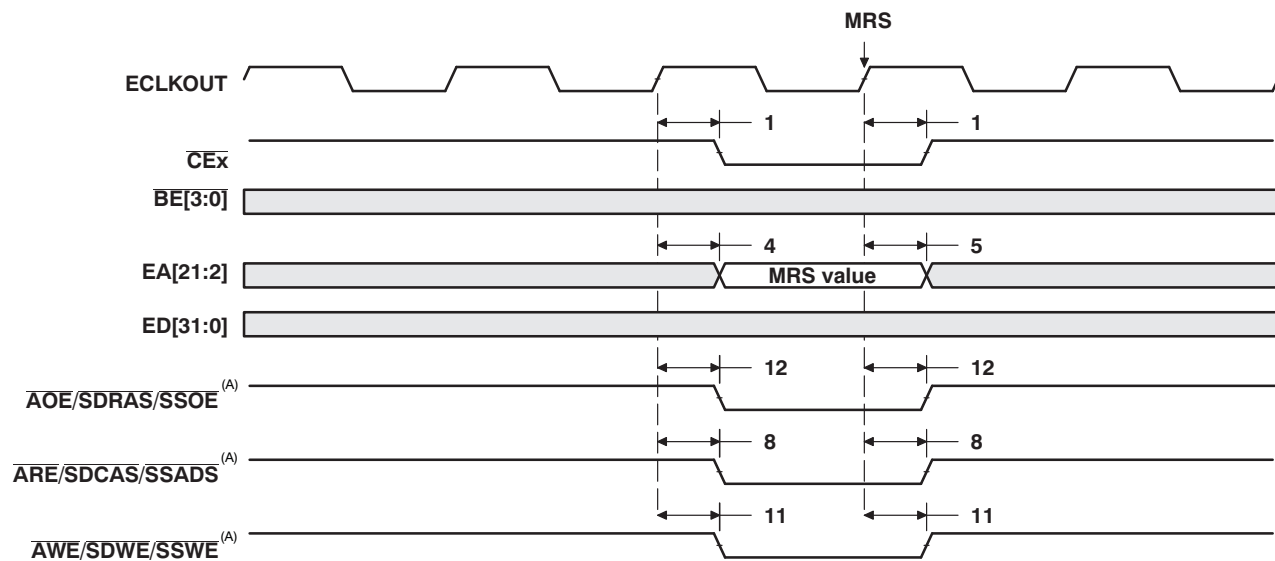 MRS
ECLKOUT
1 1
CEx
BE[3:0]
4 5
EA[21:2] MRS value
ED[31:0]
12 12
AOE/SDRAS/SSOE(A)
8 8
ARE/SDCAS/SSADS(A)
11 11
AWE/SDWE/SSWE(A)